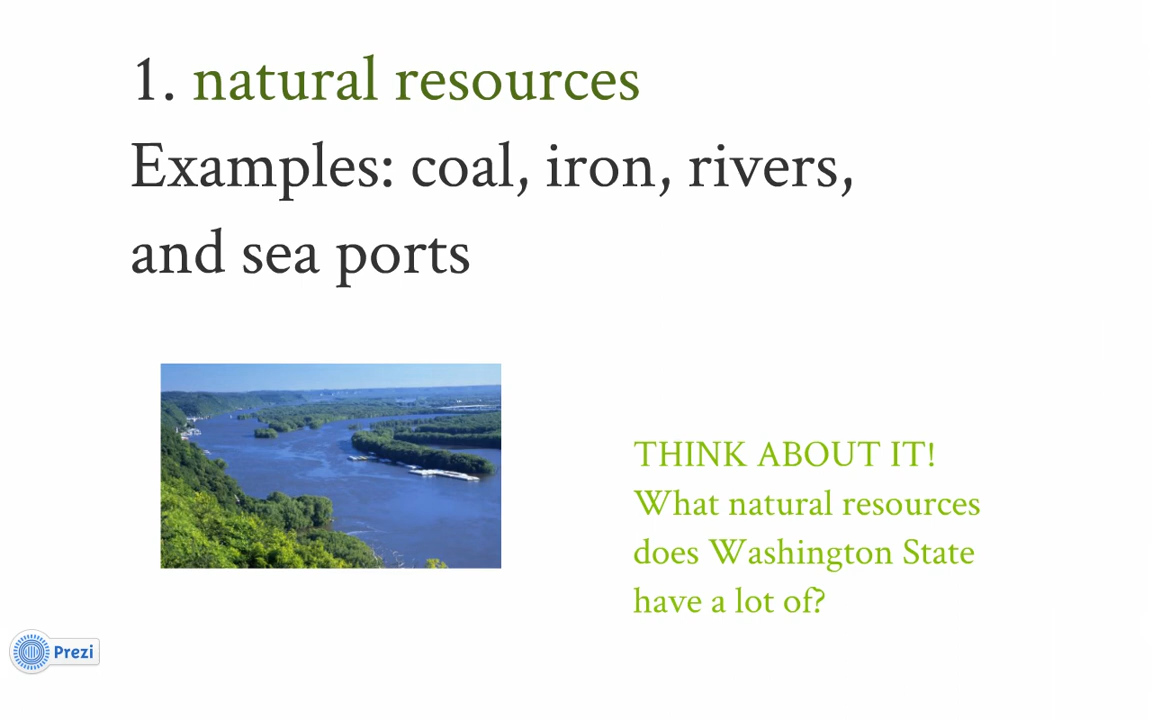 1. natural resources
Examples: coal, iron, rivers,
and sea ports
THINK ABOUT IT!
What natural resources
does Washington State
have a lot of?
Prezi